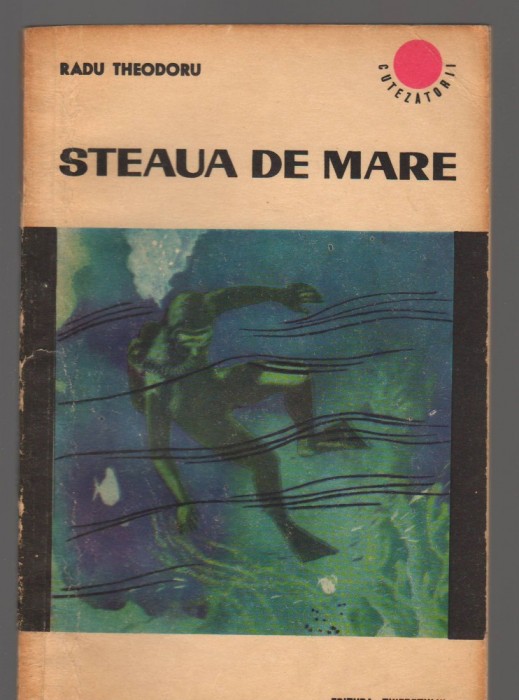 RADU THEODORU
CUTEZĂTORII
STEAUA DE MARE